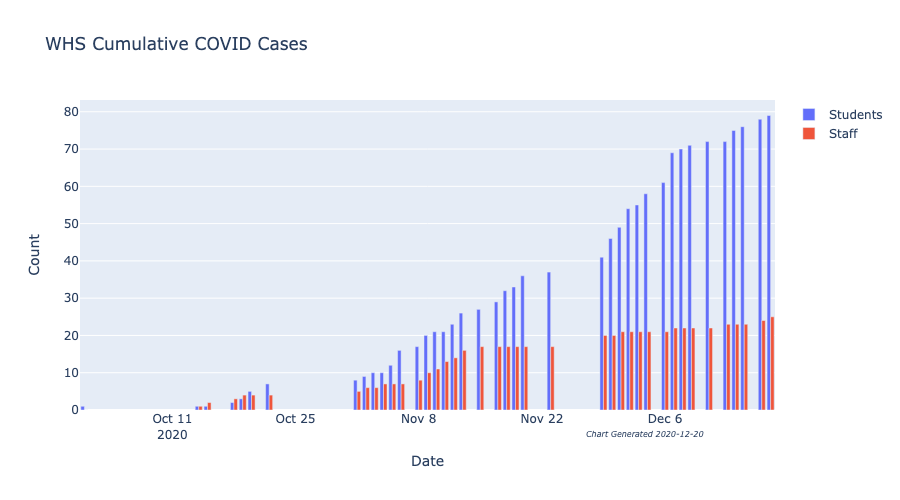 WHS Cumulative COVID Cases
Students
Staff
Count
80
70
60
50
40
30
20
10
0
Oct 11
2020
Oct 25
Nov 8
Nov 22
Dec 6
Chart Generated 2020-12-20
Date